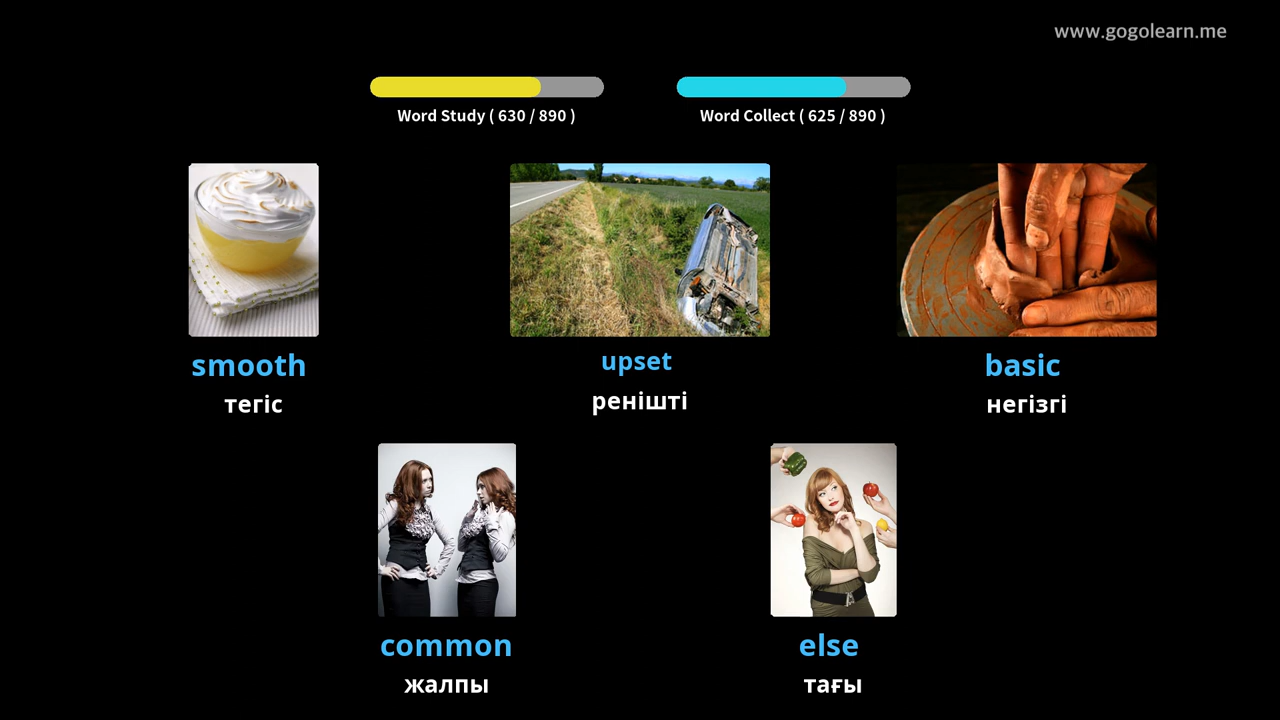 www.gogolearn.me
Word Study ( 630 / 890 )
Word Collect ( 625 / 890 )
smooth
тегіс
upset
ренішті
basic
негізгі
common
жалпы
else
тағы